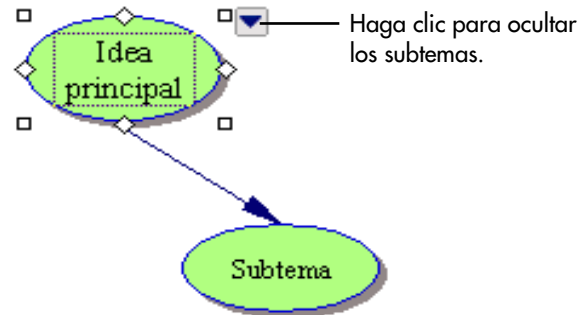 Idea
principal
Haga clic para ocultar
los subtemas.
Subtema